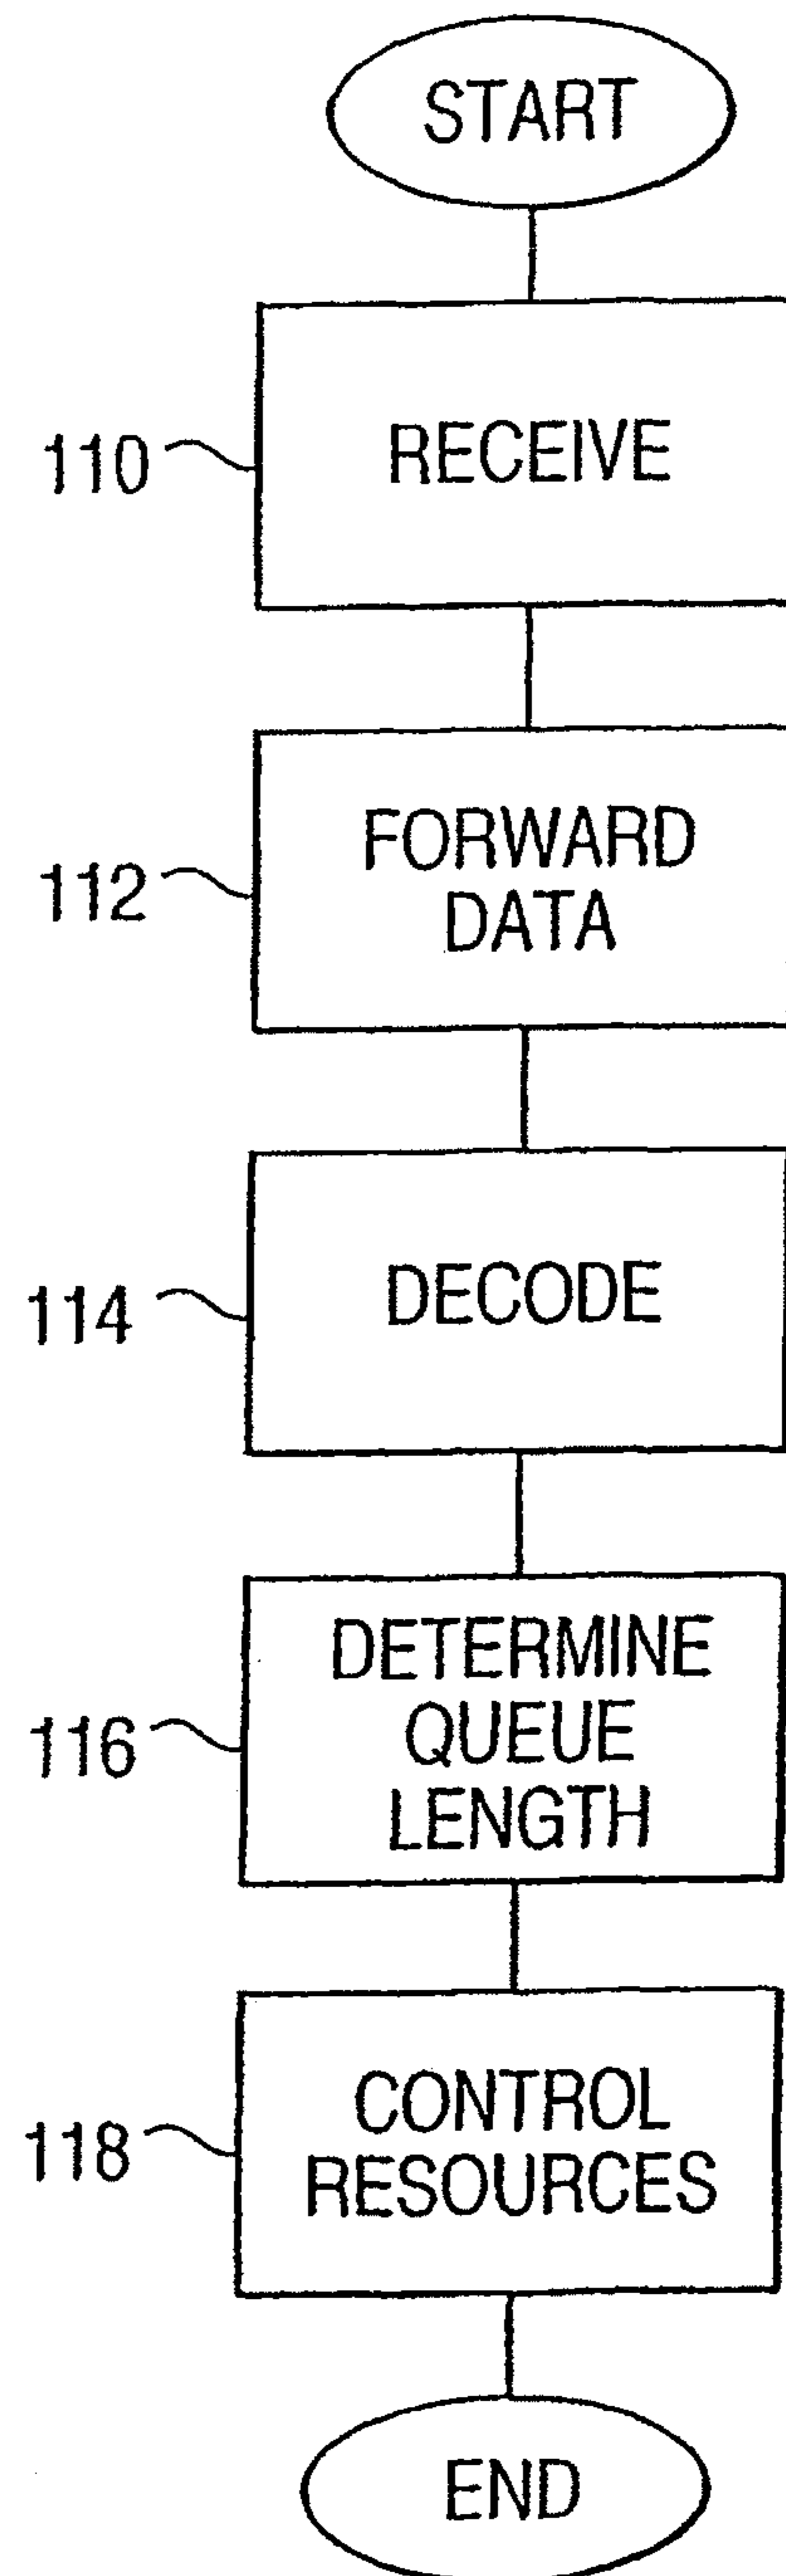 START
110
RECEIVE
112
FORWARD
DATA
114
DECODE
116
DETERMINE
QUEUE
LENGTH
118
CONTROL
RESOURCES
END